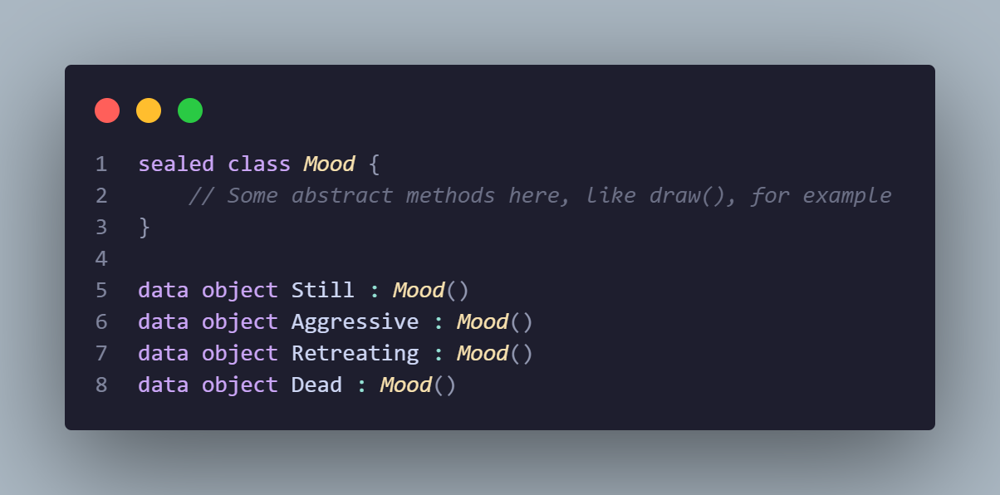 1 sealed class Mood {
2     // Some abstract methods here, like draw(), for example
3 }
4
5 data object Still : Mood()
6 data object Aggressive : Mood()
7 data object Retreating : Mood()
8 data object Dead : Mood()